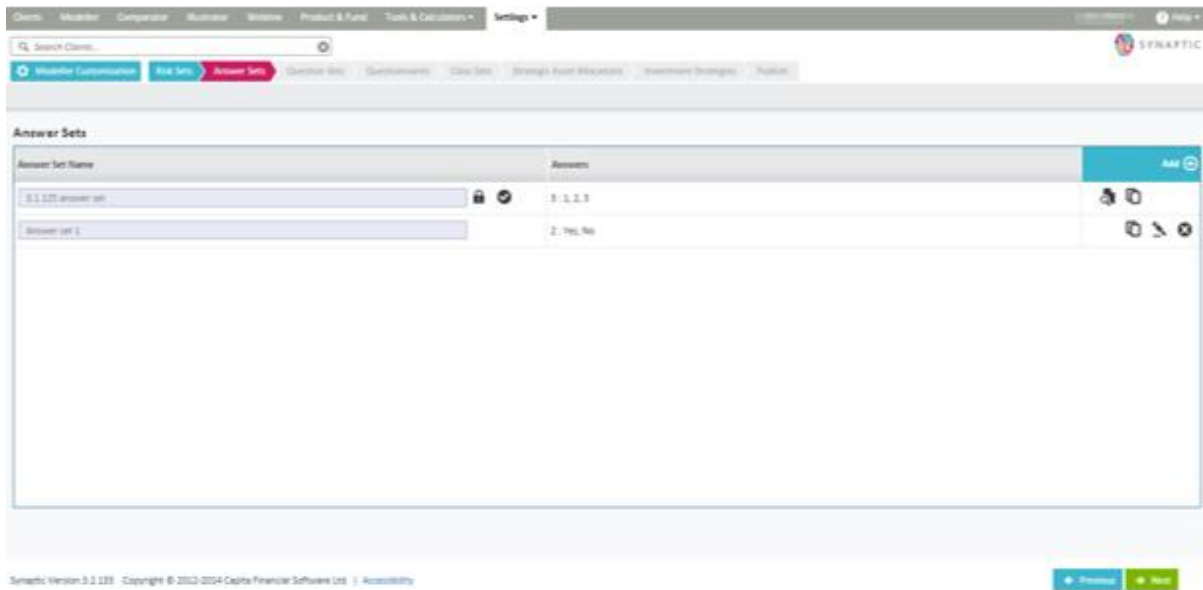 Clients Modeller Comparator Illustrator Webline Product & Fund Tools & Calculators Settings Help
Search Clients...
SYNAPTIC
Modeller Customisation Risk Sets Answer Sets Question Sets Questionnaires Class Sets Strategic Asset Allocations Investment Strategies Publish
Answer Sets
Answer Set Name Answers Add
answer set 3 : 1, 2, 3
Answer set 1 2 : Yes, No
Synaptic Version Copyright © 2012-2014 Capita Financial Software Ltd | Accessibility
Previous Next